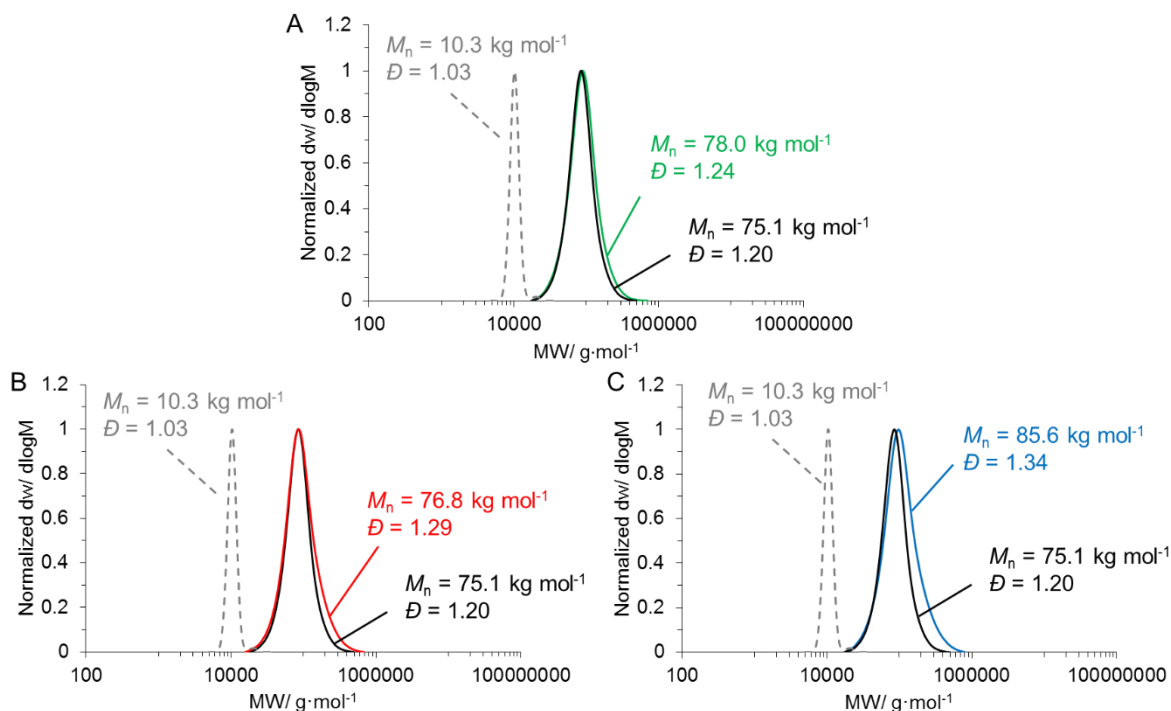 A
Normalized dw/ dlogM
1.2
1
0.8
0.6
0.4
0.2
0
100
10000
1000000
100000000
MW/ g·mol⁻¹
Mn = 10.3 kg mol⁻¹
Đ = 1.03
Mn = 78.0 kg mol⁻¹
Đ = 1.24
Mn = 75.1 kg mol⁻¹
Đ = 1.20
B
Normalized dw/ dlogM
1.2
1
0.8
0.6
0.4
0.2
0
100
10000
1000000
100000000
MW/ g·mol⁻¹
Mn = 10.3 kg mol⁻¹
Đ = 1.03
Mn = 76.8 kg mol⁻¹
Đ = 1.29
Mn = 75.1 kg mol⁻¹
Đ = 1.20
C
Normalized dw/ dlogM
1.2
1
0.8
0.6
0.4
0.2
0
100
10000
1000000
100000000
MW/ g·mol⁻¹
Mn = 10.3 kg mol⁻¹
Đ = 1.03
Mn = 85.6 kg mol⁻¹
Đ = 1.34
Mn = 75.1 kg mol⁻¹
Đ = 1.20